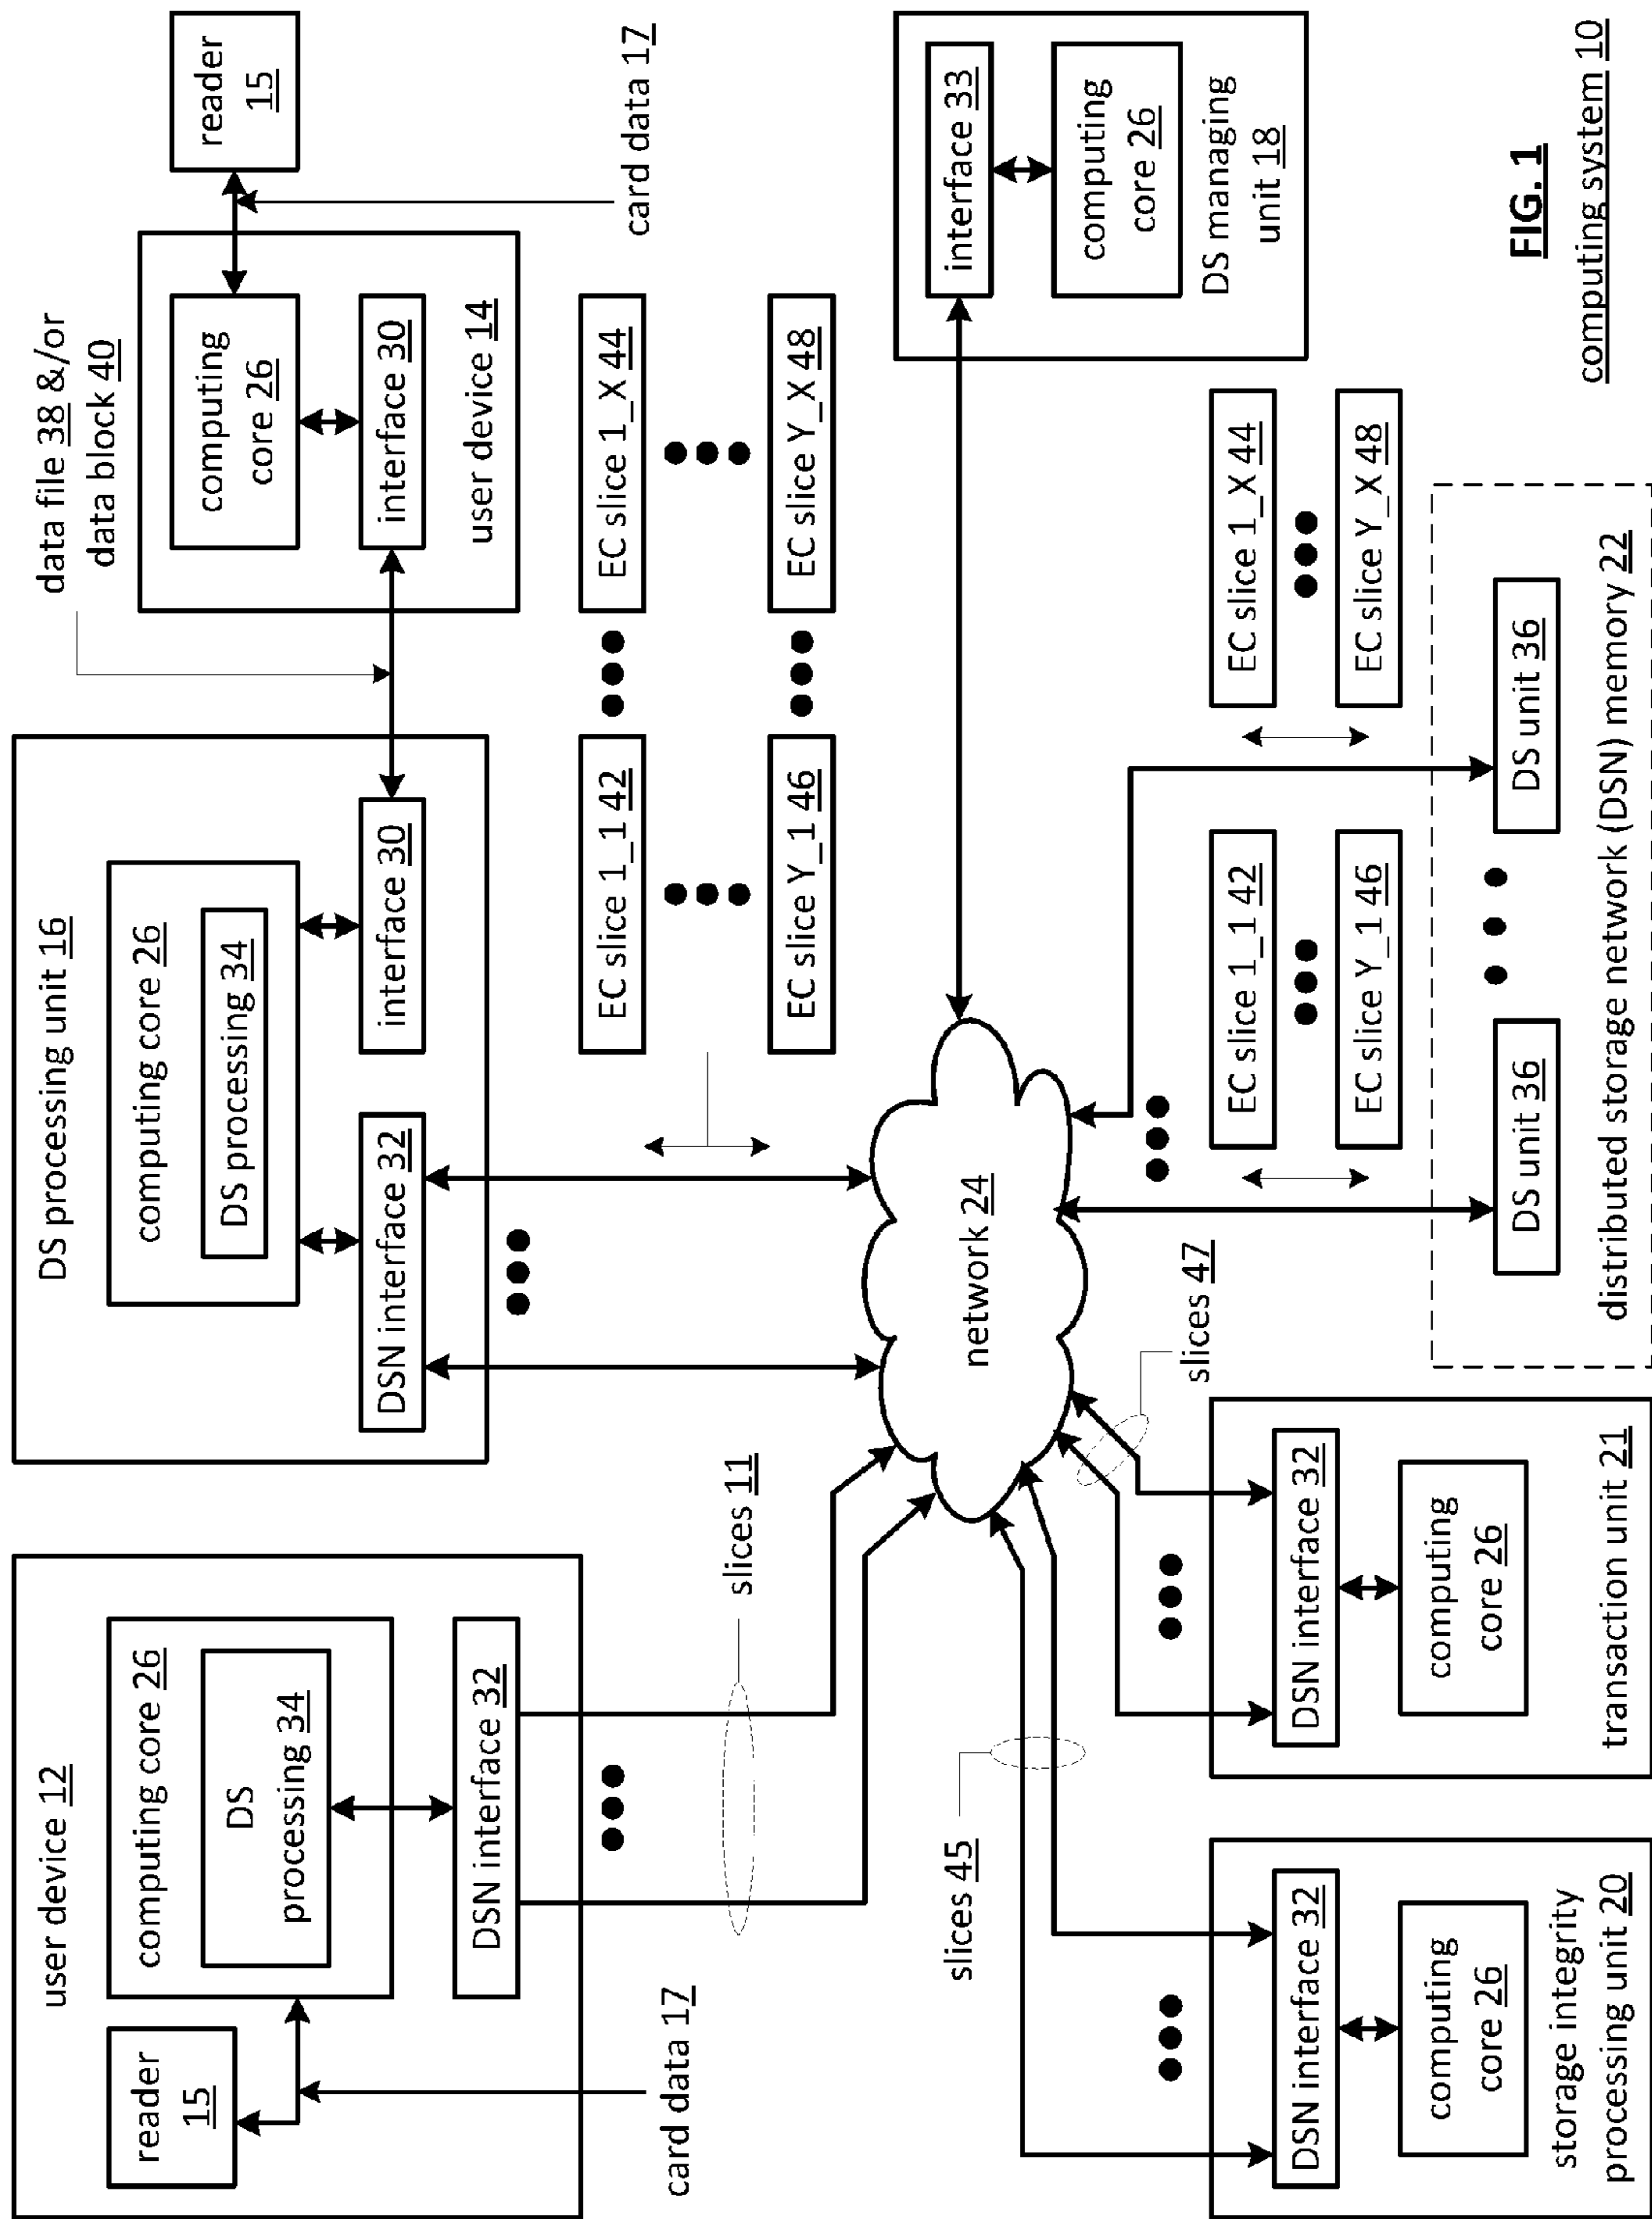 user device 12
computing core 26
reader
15
DS
processing 34
DSN interface 32
card data 17
slices 11
DS processing unit 16
computing core 26
DS processing 34
DSN interface 32
interface 30
data file 38 &/or
data block 40
computing
core 26
interface 30
user device 14
reader
15
card data 17
EC slice 1_1 42
EC slice 1_X 44
EC slice Y_1 46
EC slice Y_X 48
network 24
interface 33
computing
core 26
DS managing
unit 18
slices 45
slices 47
DSN interface 32
computing
core 26
storage integrity
processing unit 20
DSN interface 32
computing
core 26
transaction unit 21
EC slice 1_1 42
EC slice Y_1 46
EC slice 1_X 44
EC slice Y_X 48
DS unit 36
DS unit 36
distributed storage network (DSN) memory 22
FIG. 1
computing system 10